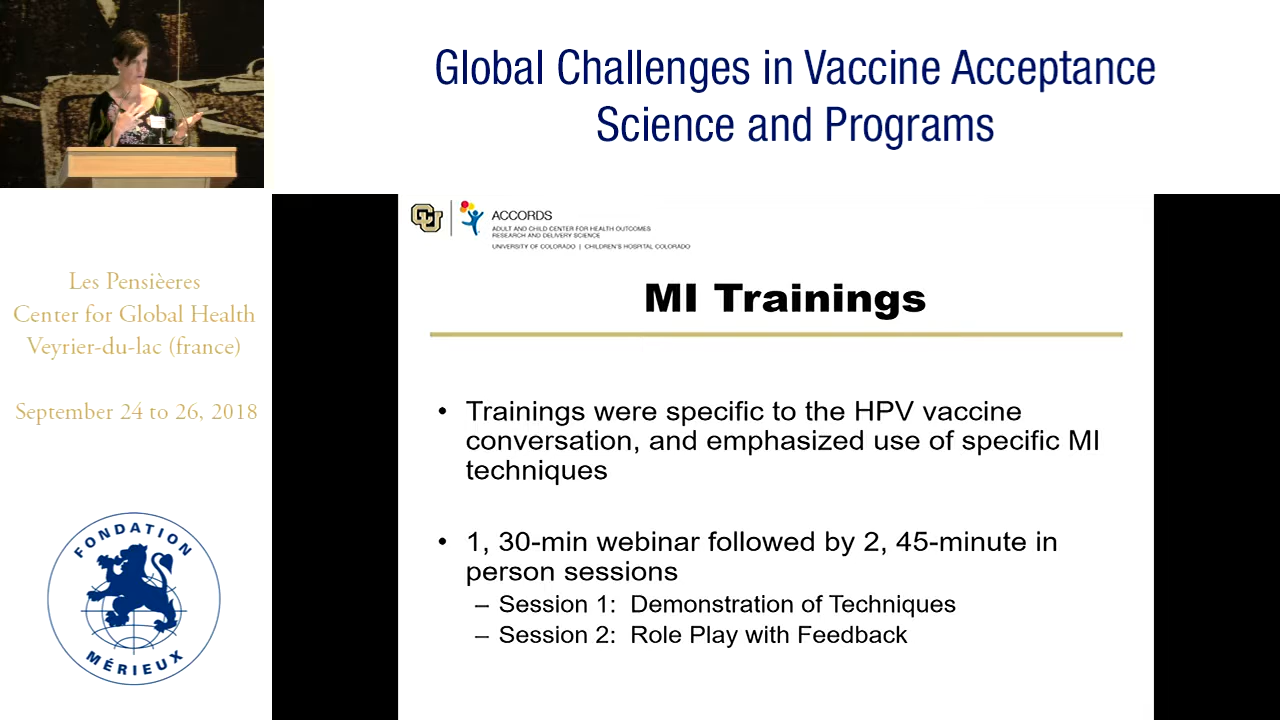 Global Challenges in Vaccine Acceptance
Science and Programs
Les Pensièeres
Center for Global Health
Veyrier-du-lac (france)
September 24 to 26, 2018
FONDATION
MÉRIEUX
CU
ACCORDS
ADULT AND CHILD CENTER FOR HEALTH OUTCOMES
RESEARCH AND DELIVERY SCIENCE
UNIVERSITY OF COLORADO | CHILDREN'S HOSPITAL COLORADO
MI Trainings
• Trainings were specific to the HPV vaccine
conversation, and emphasized use of specific MI
techniques
• 1, 30-min webinar followed by 2, 45-minute in
person sessions
– Session 1: Demonstration of Techniques
– Session 2: Role Play with Feedback